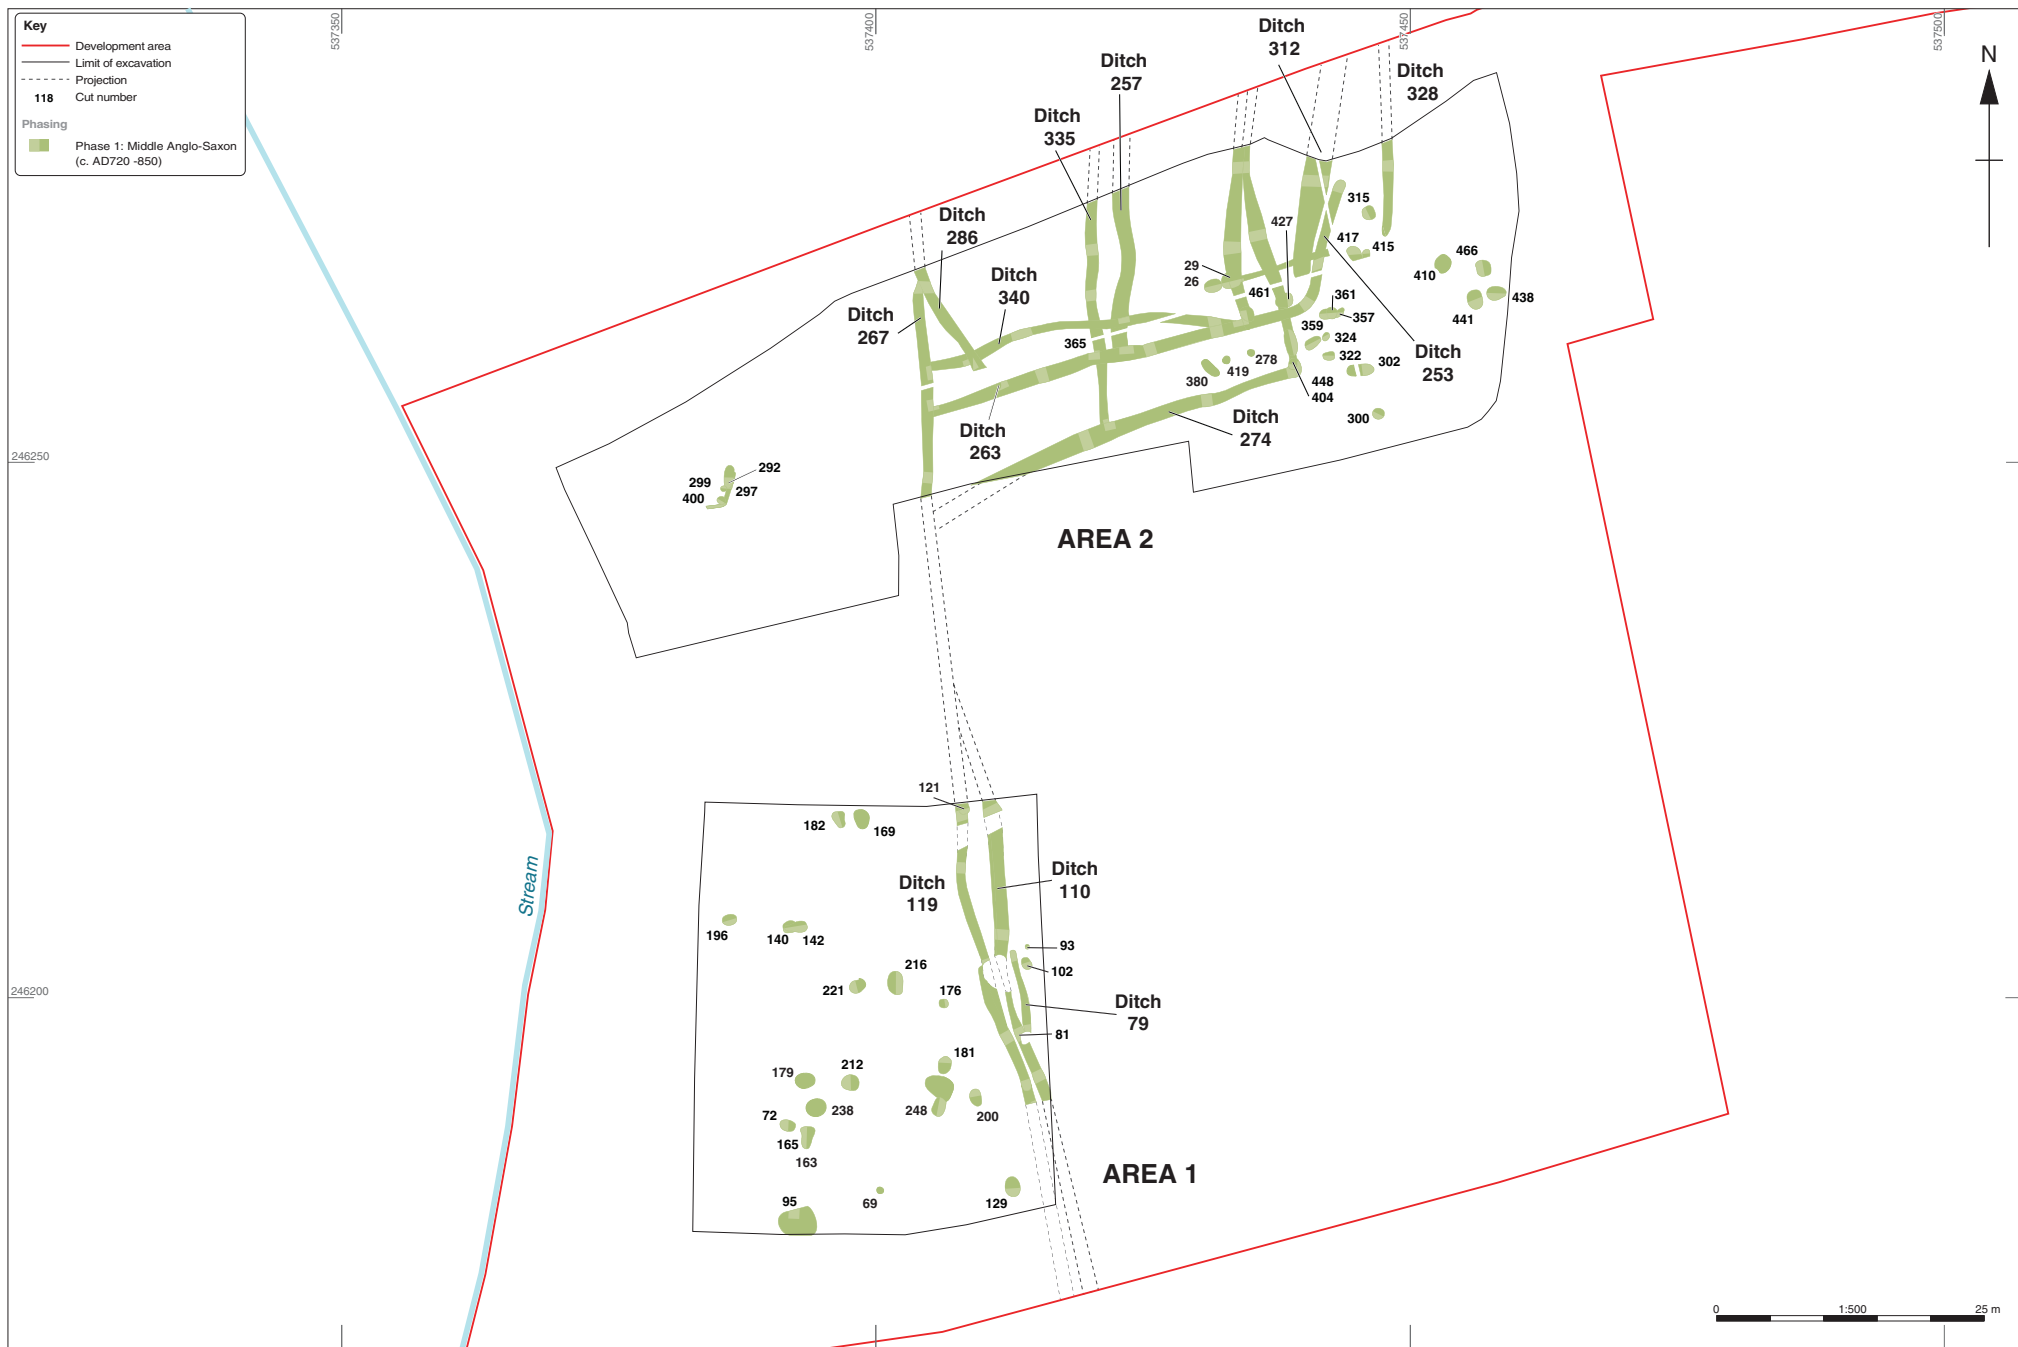 Key
Development area
Limit of excavation
Projection
118 Cut number
Phasing
Phase 1: Middle Anglo-Saxon
(c. AD720 -850)
537350
537400
537450
537500
N
Ditch
312
Ditch
257
Ditch
328
Ditch
335
315
Ditch
286
427
417
415
466
410
29
26
Ditch
340
461
361
438
357
441
Ditch
267
359
324
365
322
302
Ditch
253
278
419
380
448
404
300
Ditch
263
Ditch
274
246250
292
299
297
400
AREA 2
121
182
169
Stream
Ditch
119
Ditch
110
196
140
142
93
216
102
221
176
246200
Ditch
79
81
181
179
212
72
238
248
200
165
163
AREA 1
95
69
129
0
1:500
25 m